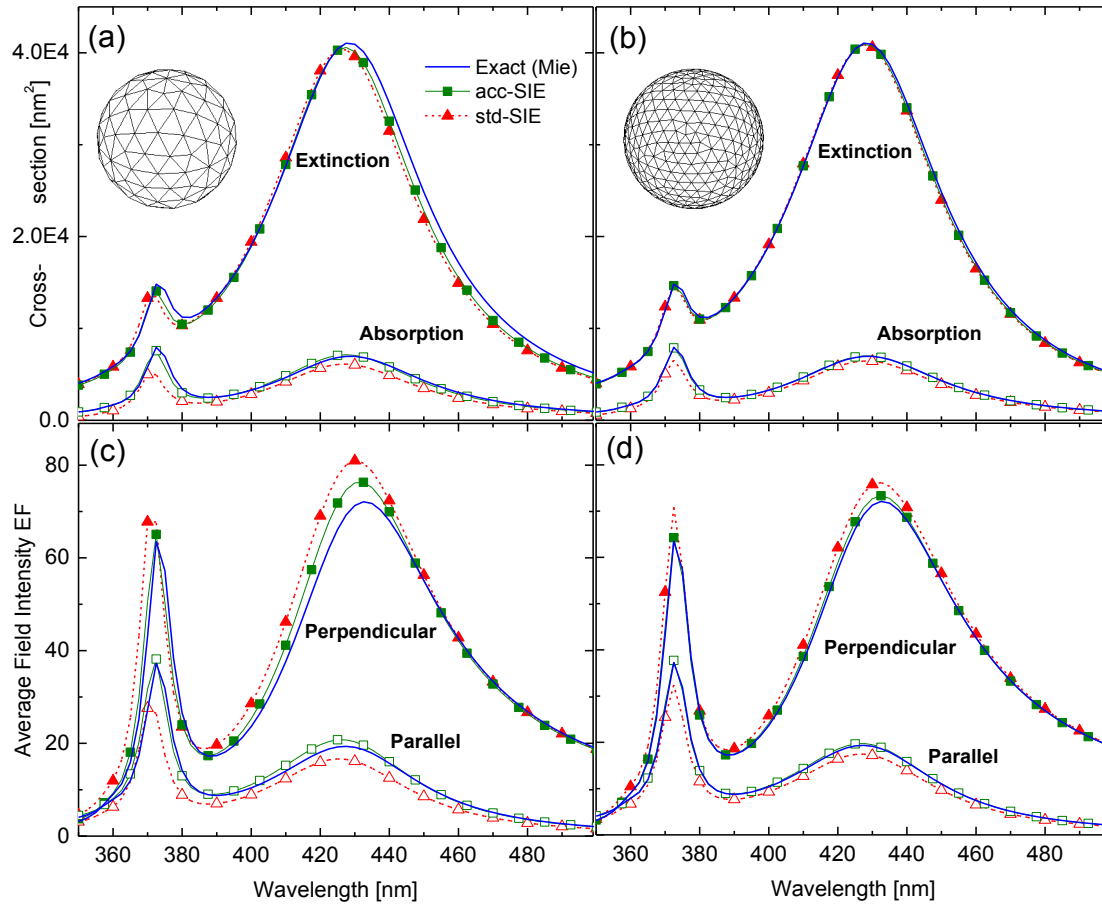 (a)
(b)
4.0E4
2.0E4
0.0
Cross- section [nm²]
Exact (Mie)
acc-SIE
std-SIE
Extinction
Absorption
Extinction
Absorption
(c)
(d)
80
60
40
20
0
Average Field Intensity EF
Perpendicular
Parallel
Perpendicular
Parallel
360 380 400 420 440 460 480
360 380 400 420 440 460 480
Wavelength [nm]
Wavelength [nm]